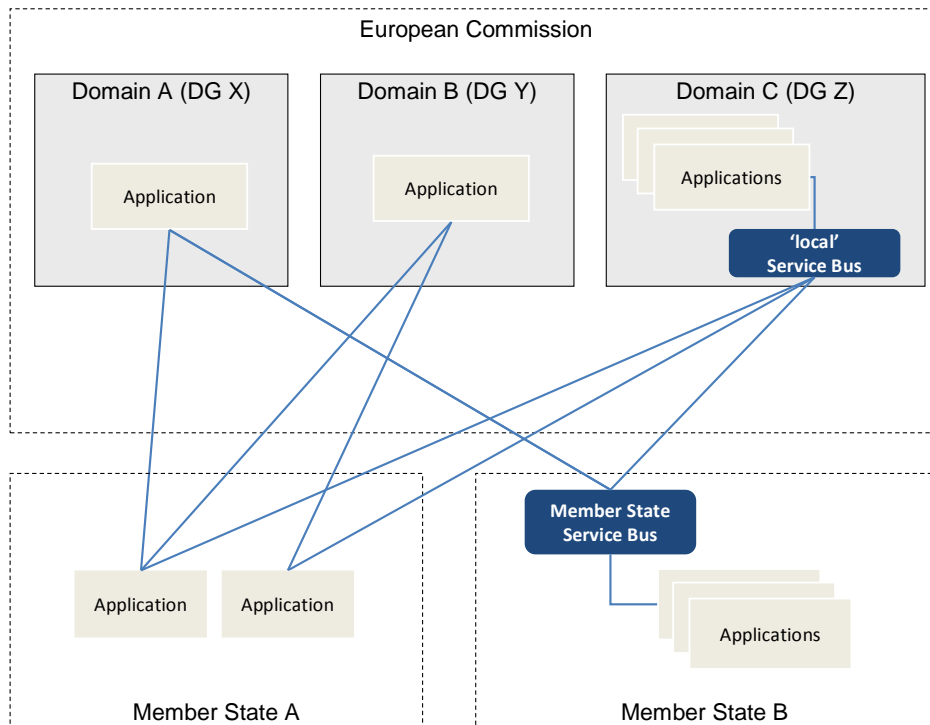 European Commission
Domain A (DG X)
Domain B (DG Y)
Domain C (DG Z)
Application
Application
Applications
‘local’
Service Bus
Member State
Service Bus
Application
Application
Applications
Member State A
Member State B